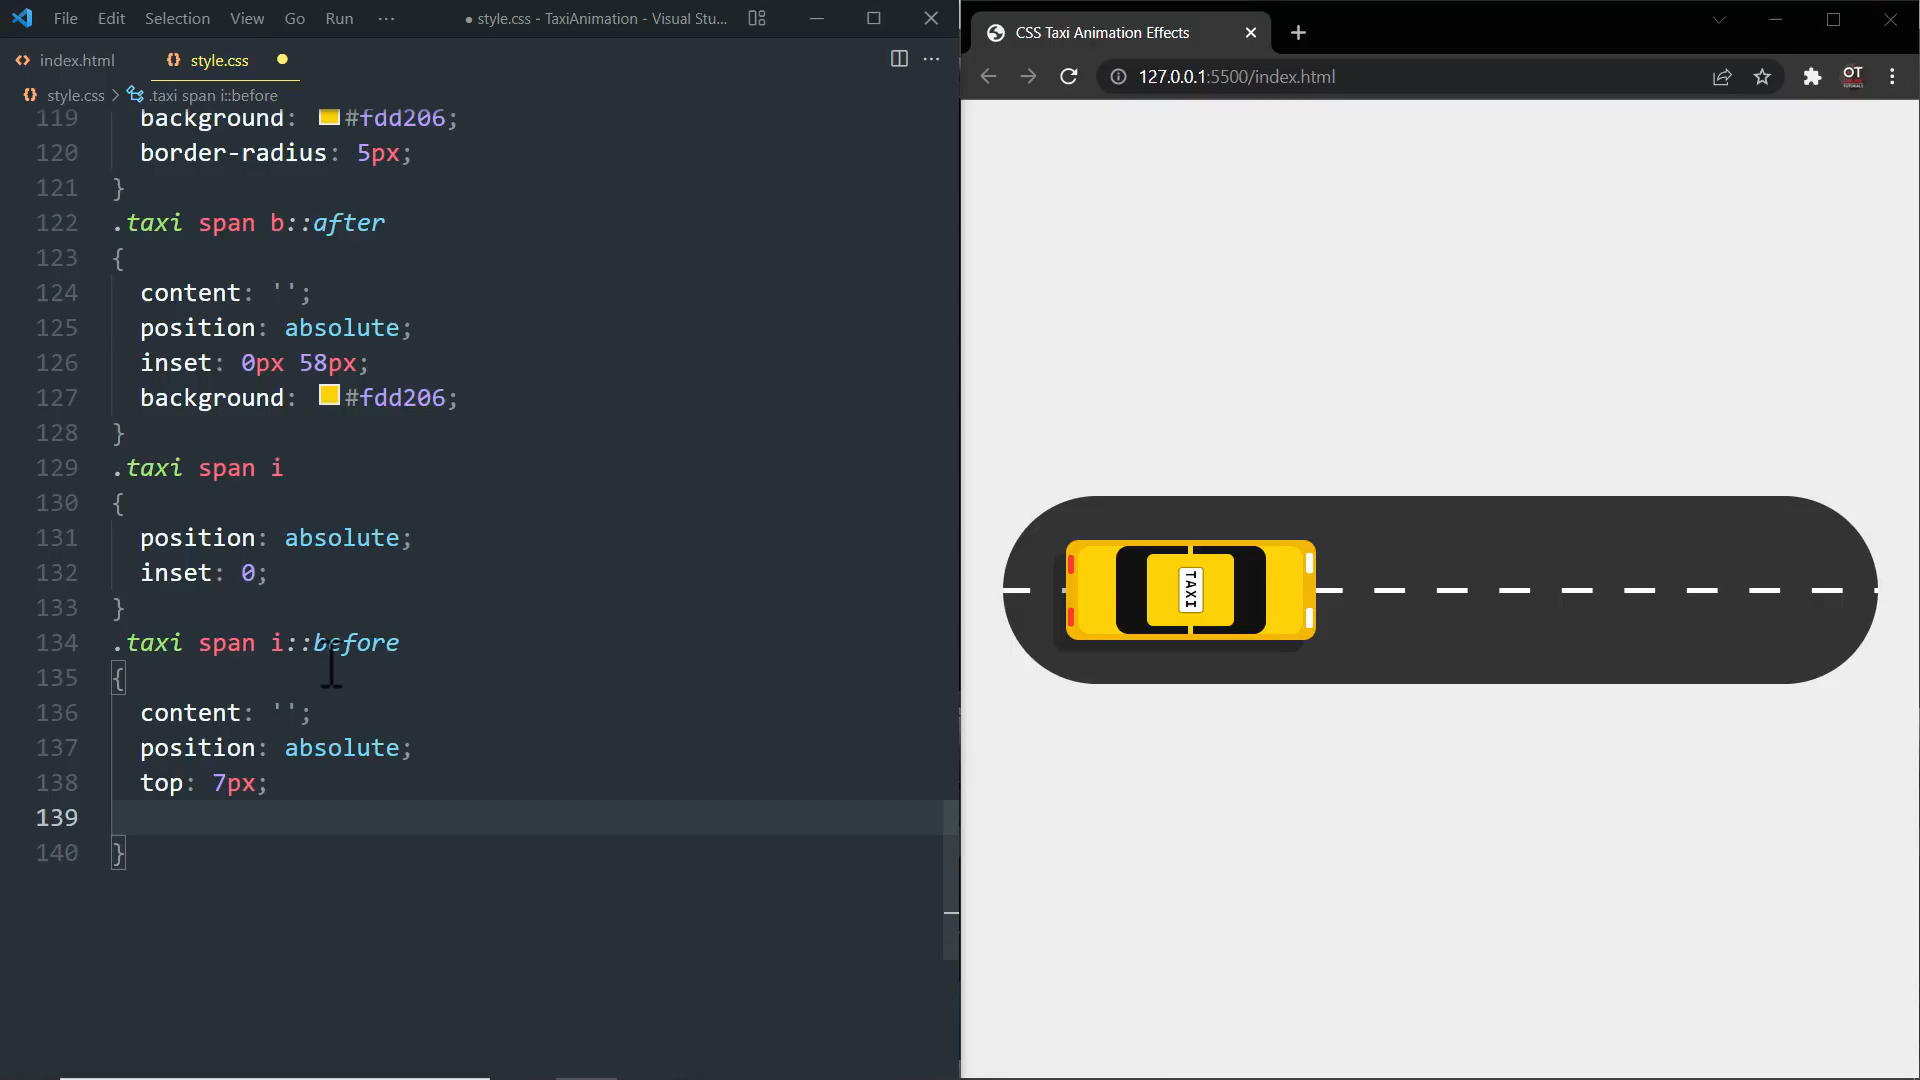 File Edit Selection View Go Run ···
● style.css - TaxiAnimation - Visual Stu...
index.html
style.css
style.css > .taxi span i::before
119 background: #fdd206;
120 border-radius: 5px;
121 }
122 .taxi span b::after
123 {
124 content: '';
125 position: absolute;
126 inset: 0px 58px;
127 background: #fdd206;
128 }
129 .taxi span i
130 {
131 position: absolute;
132 inset: 0;
133 }
134 .taxi span i::before
135 {
136 content: '';
137 position: absolute;
138 top: 7px;
139
140 }
CSS Taxi Animation Effects
127.0.0.1:5500/index.html
OT
TAXI